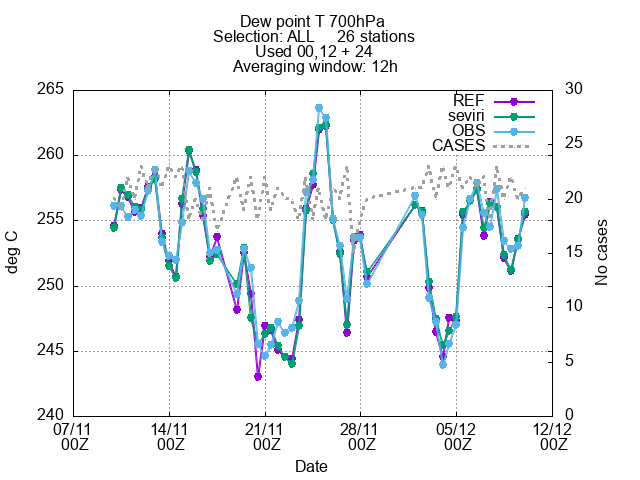 Dew point T 700hPa
Selection: ALL 26 stations
Used 00,12 + 24
Averaging window: 12h
265
260
255
250
245
240
deg C
30
25
20
15
10
5
0
No cases
REF
seviri
OBS
CASES
07/11 14/11 21/11 28/11 05/12 12/12
00Z 00Z 00Z 00Z 00Z 00Z
Date